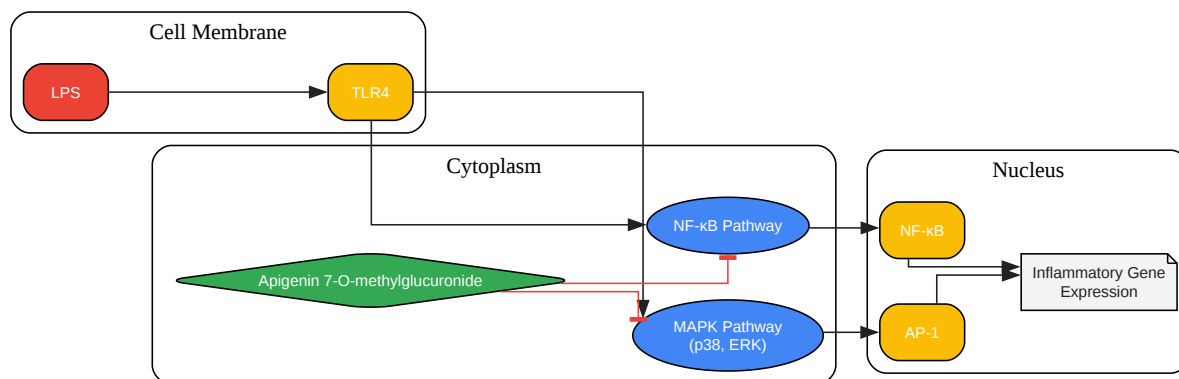 Cell Membrane
LPS
TLR4
Cytoplasm
Nucleus
NF-κB Pathway
NF-κB
Apigenin 7-O-methylglucuronide
Inflammatory Gene
Expression
MAPK Pathway
(p38, ERK)
AP-1